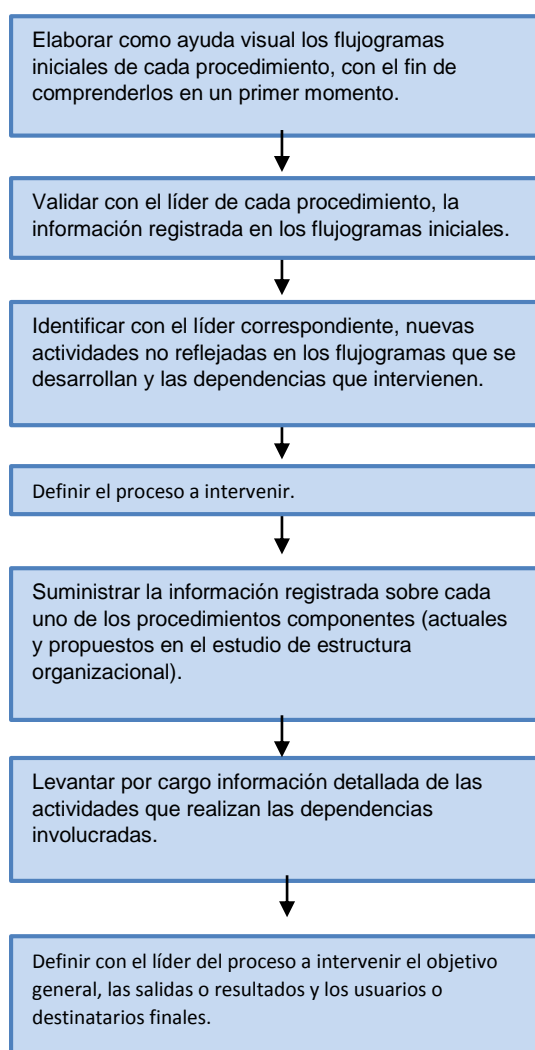 Elaborar como ayuda visual los flujogramas
iniciales de cada procedimiento, con el fin de
comprenderlos en un primer momento.
Validar con el líder de cada procedimiento, la
información registrada en los flujogramas iniciales.
Identificar con el líder correspondiente, nuevas
actividades no reflejadas en los flujogramas que se
desarrollan y las dependencias que intervienen.
Definir el proceso a intervenir.
Suministrar la información registrada sobre cada
uno de los procedimientos componentes (actuales
y propuestos en el estudio de estructura
organizacional).
Levantar por cargo información detallada de las
actividades que realizan las dependencias
involucradas.
Definir con el líder del proceso a intervenir el objetivo
general, las salidas o resultados y los usuarios o
destinatarios finales.